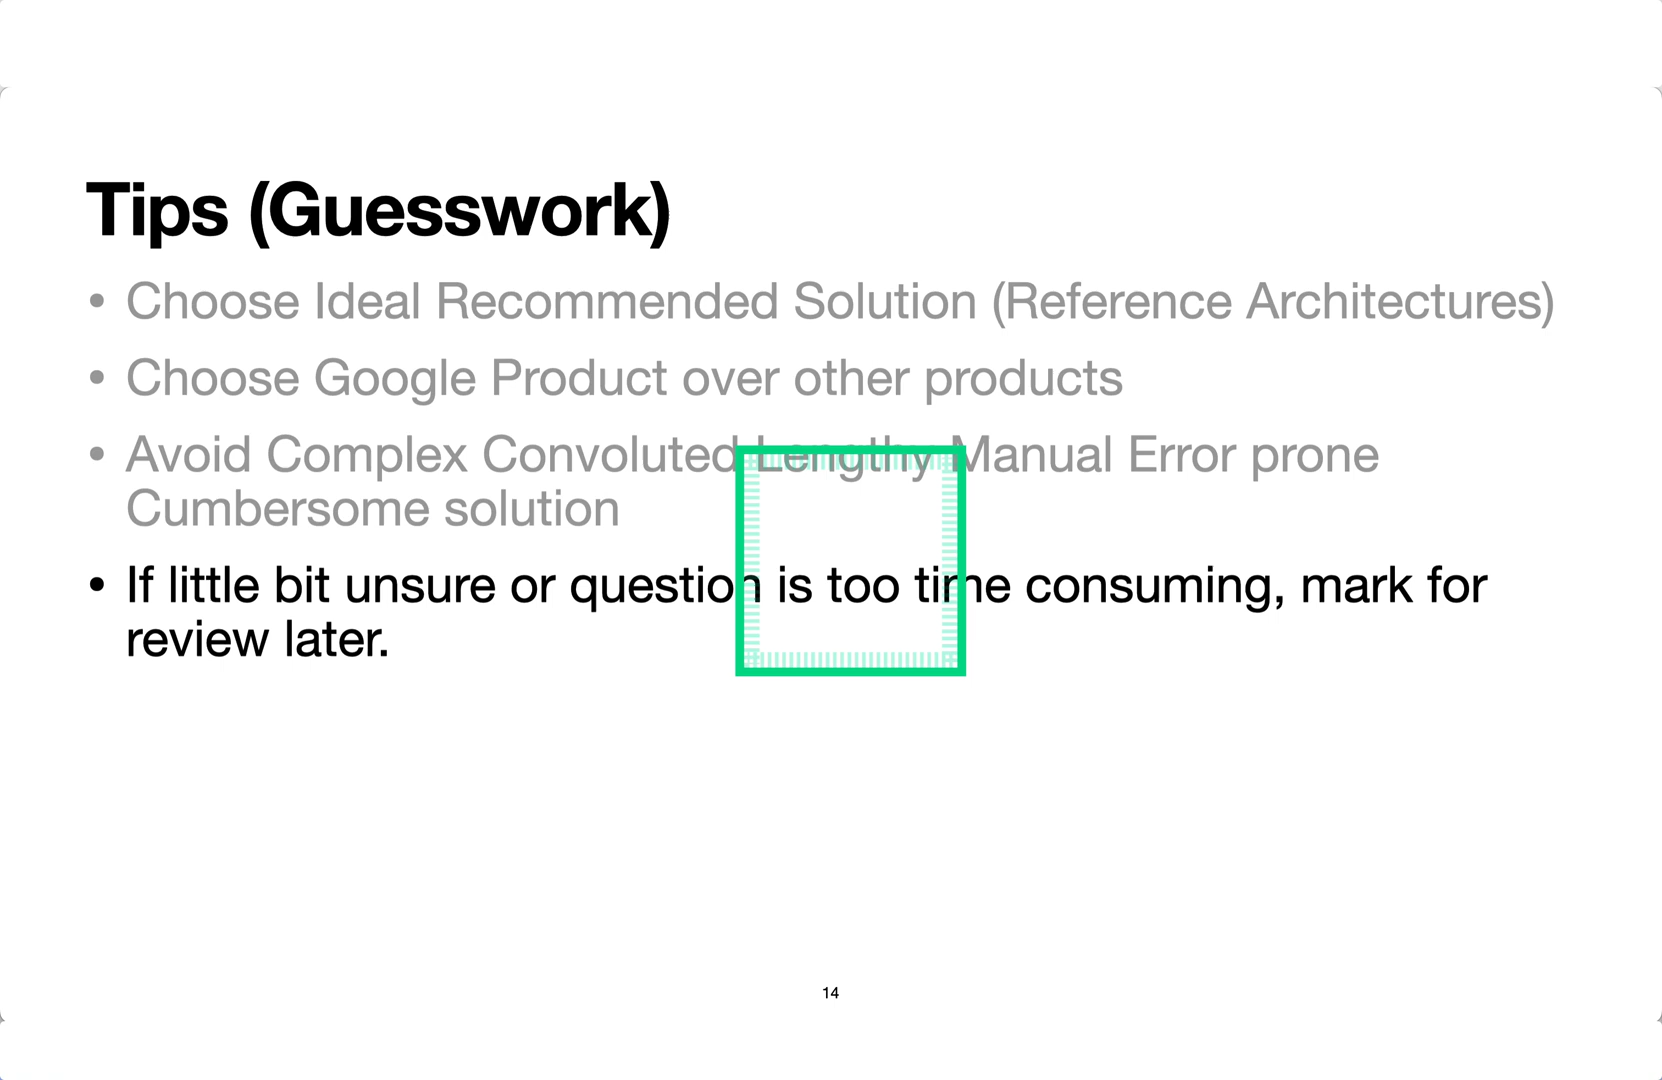 Tips (Guesswork)
• Choose Ideal Recommended Solution (Reference Architectures)
• Choose Google Product over other products
• Avoid Complex Convoluted Lengthy Manual Error prone
Cumbersome solution
• If little bit unsure or question is too time consuming, mark for
review later.
14